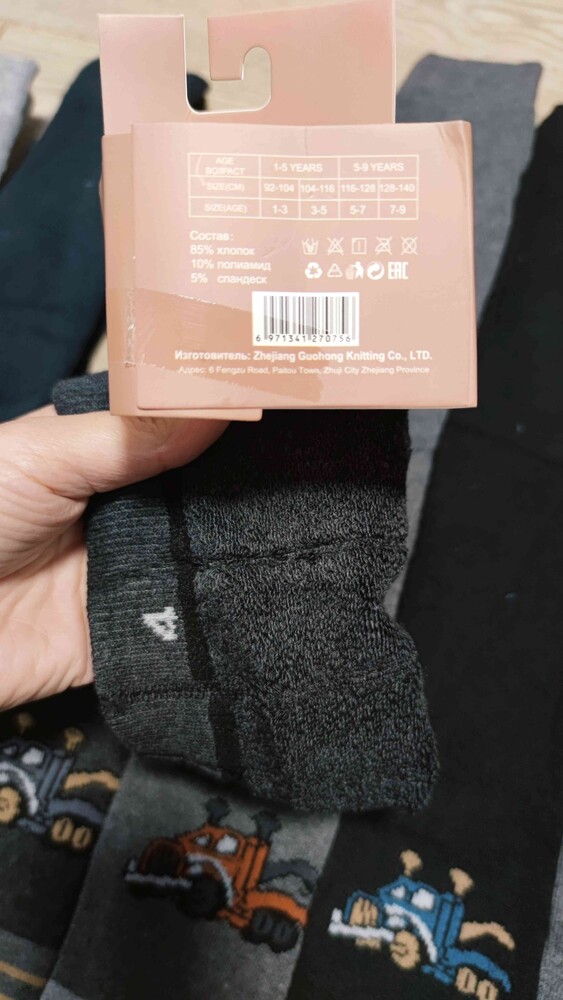 AGE 1-5 YEARS 5-9 YEARS
ВОЗРАСТ
SIZE(CM) 92-104 104-116 116-128 128-140
SIZE(AGE) 1-3 3-5 5-7 7-9
Состав:
85% хлопок
10% полиамид
5% спандеск
EAC
6 971341 270756
Изготовитель: Zhejiang Guohong Knitting Co., LTD.
Адрес: 6 Fengzu Road, Paitou Town, Zhuji City Zhejiang Province
4